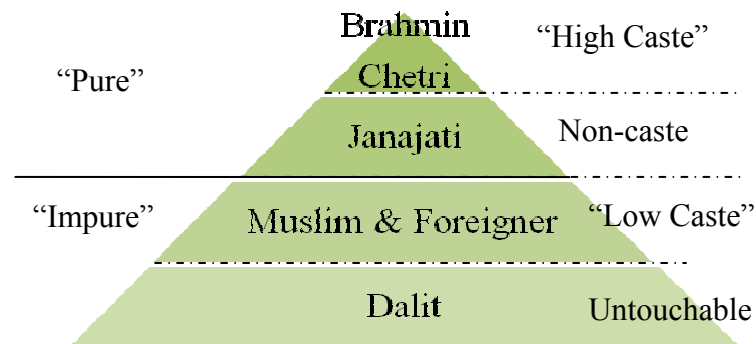 Brahmin
“High Caste”
“Pure”
Chetri
Janajati
Non-caste
“Impure”
Muslim & Foreigner
“Low Caste”
Dalit
Untouchable